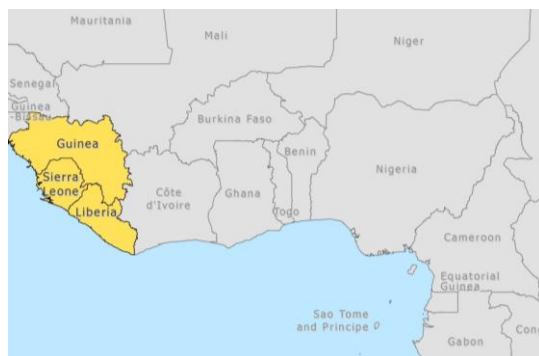 Mauritania
Mali
Niger
Senegal
Guinea
-Bissau
Guinea
Burkina Faso
Benin
Nigeria
Sierra
Leone
Côte
d'Ivoire
Ghana
Togo
Liberia
Cameroon
Equatorial
Guinea
Sao Tome
and Principe
Gabon
Con